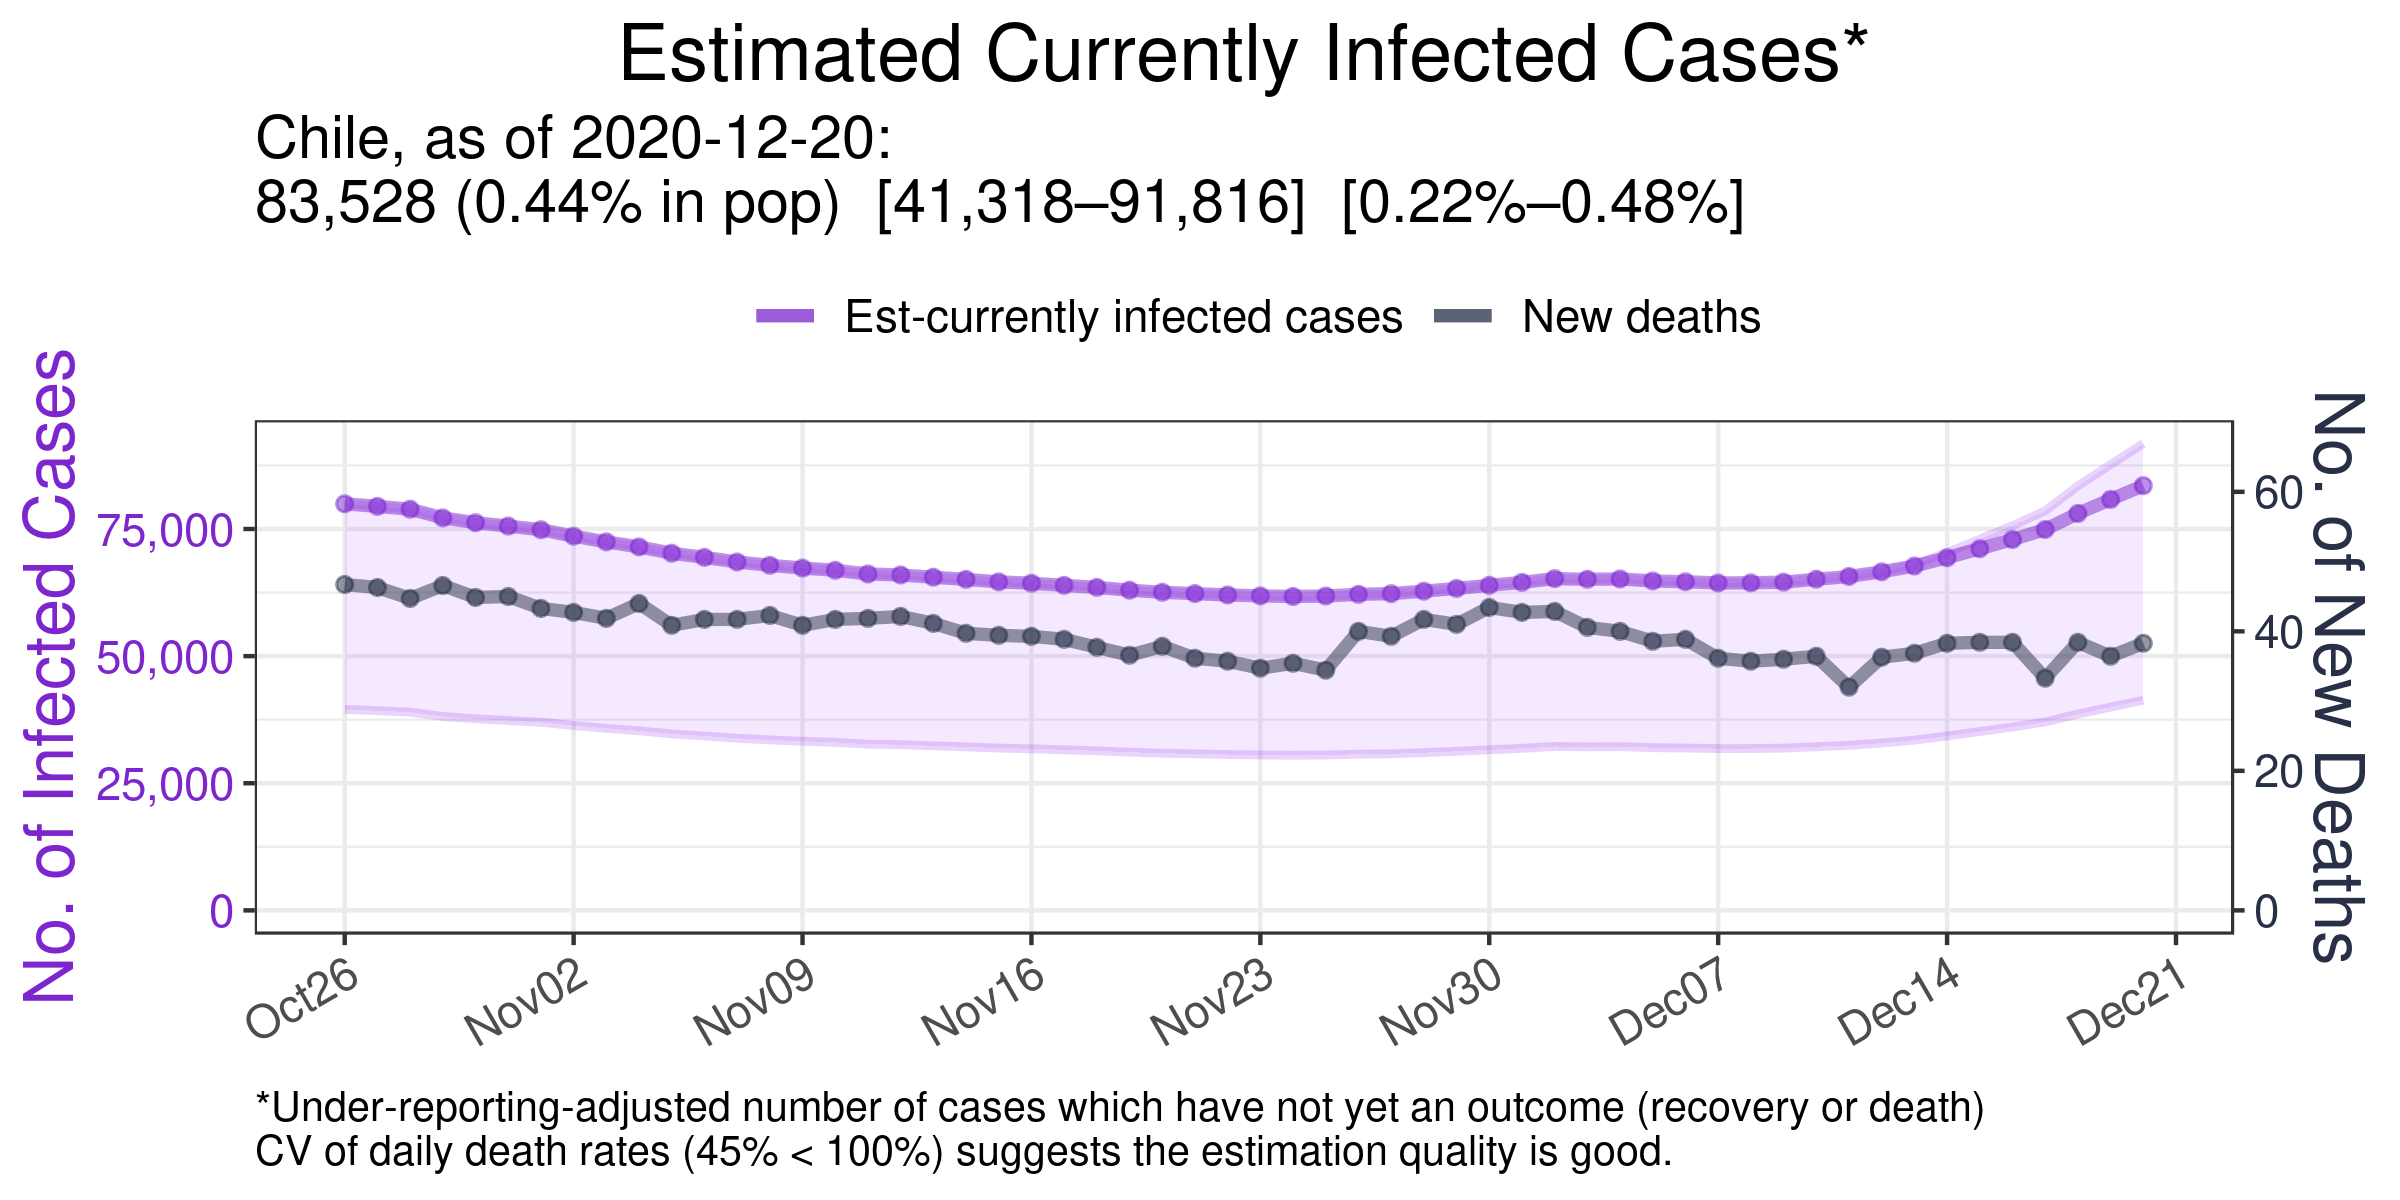 Estimated Currently Infected Cases*
Chile, as of 2020-12-20:
83,528 (0.44% in pop) [41,318–91,816] [0.22%–0.48%]
Est-currently infected cases New deaths
No. of Infected Cases
75,000
50,000
25,000
0
60
40
20
0
No. of New Deaths
Oct26 Nov02 Nov09 Nov16 Nov23 Nov30 Dec07 Dec14 Dec21
*Under-reporting-adjusted number of cases which have not yet an outcome (recovery or death)
CV of daily death rates (45% < 100%) suggests the estimation quality is good.